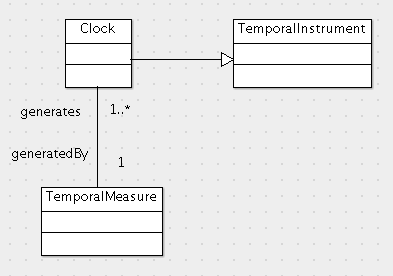 Clock
TemporalInstrument
generates
1..*
generatedBy
1
TemporalMeasure